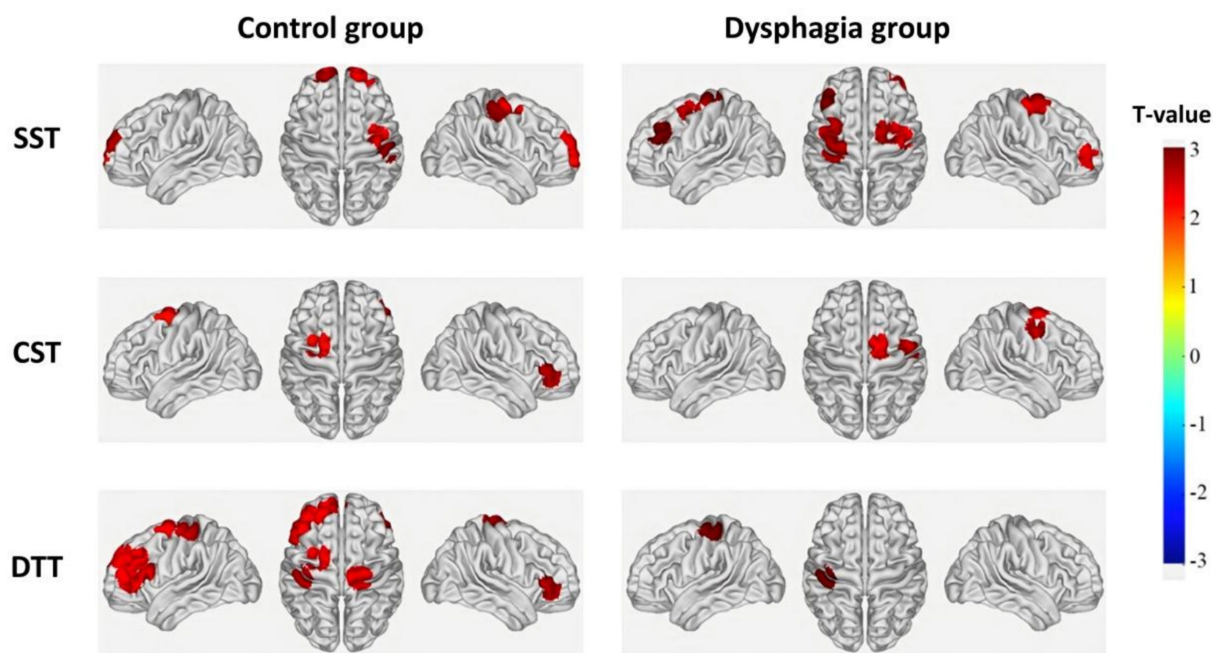 Control group
Dysphagia group
T-value
SST
CST
DTT
3
2
1
0
-1
-2
-3